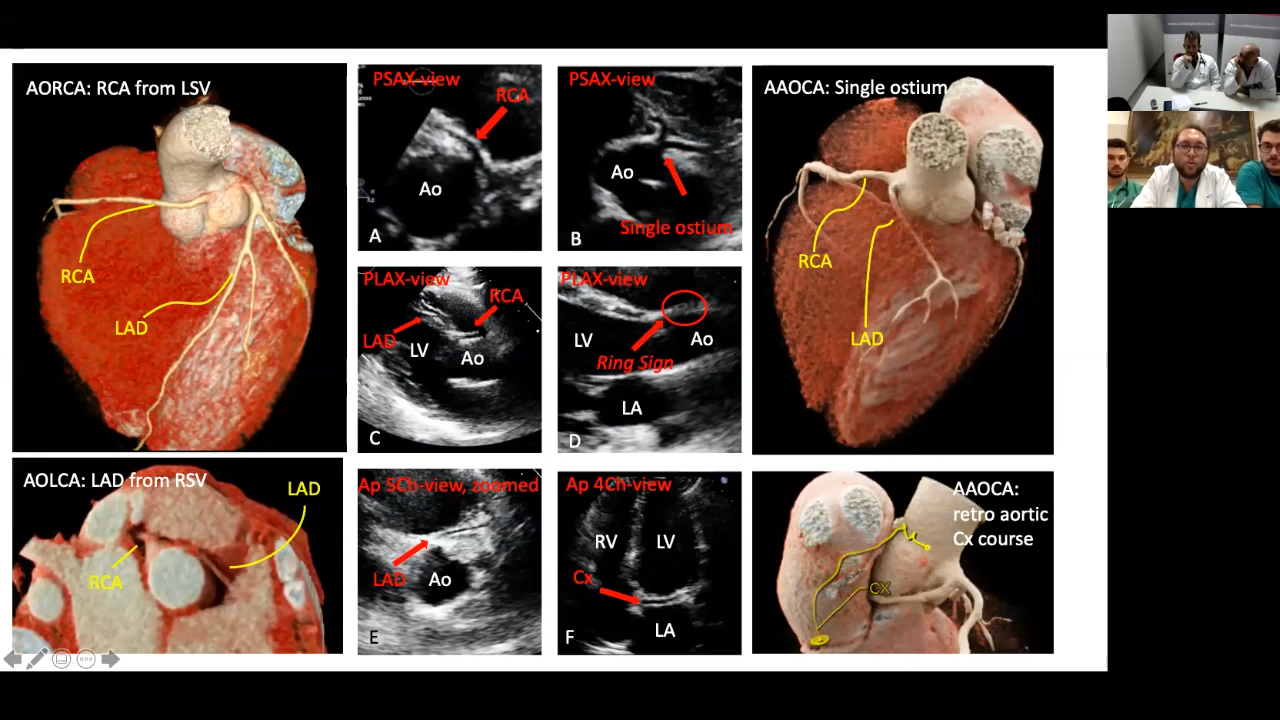 AORCA: RCA from LSV
RCA
LAD
PSAX-view
RCA
Ao
A
PSAX-view
Ao
Single ostium
B
AAOCA: Single ostium
RCA
LAD
PLAX-view
RCA
LAD
LV
Ao
C
PLAX-view
LV
Ao
Ring Sign
LA
D
AOLCA: LAD from RSV
LAD
RCA
Ap 5Ch-view, zoomed
LAD
Ao
E
Ap 4Ch-view
RV
LV
Cx
LA
F
AAOCA:
retro aortic
Cx course
CX